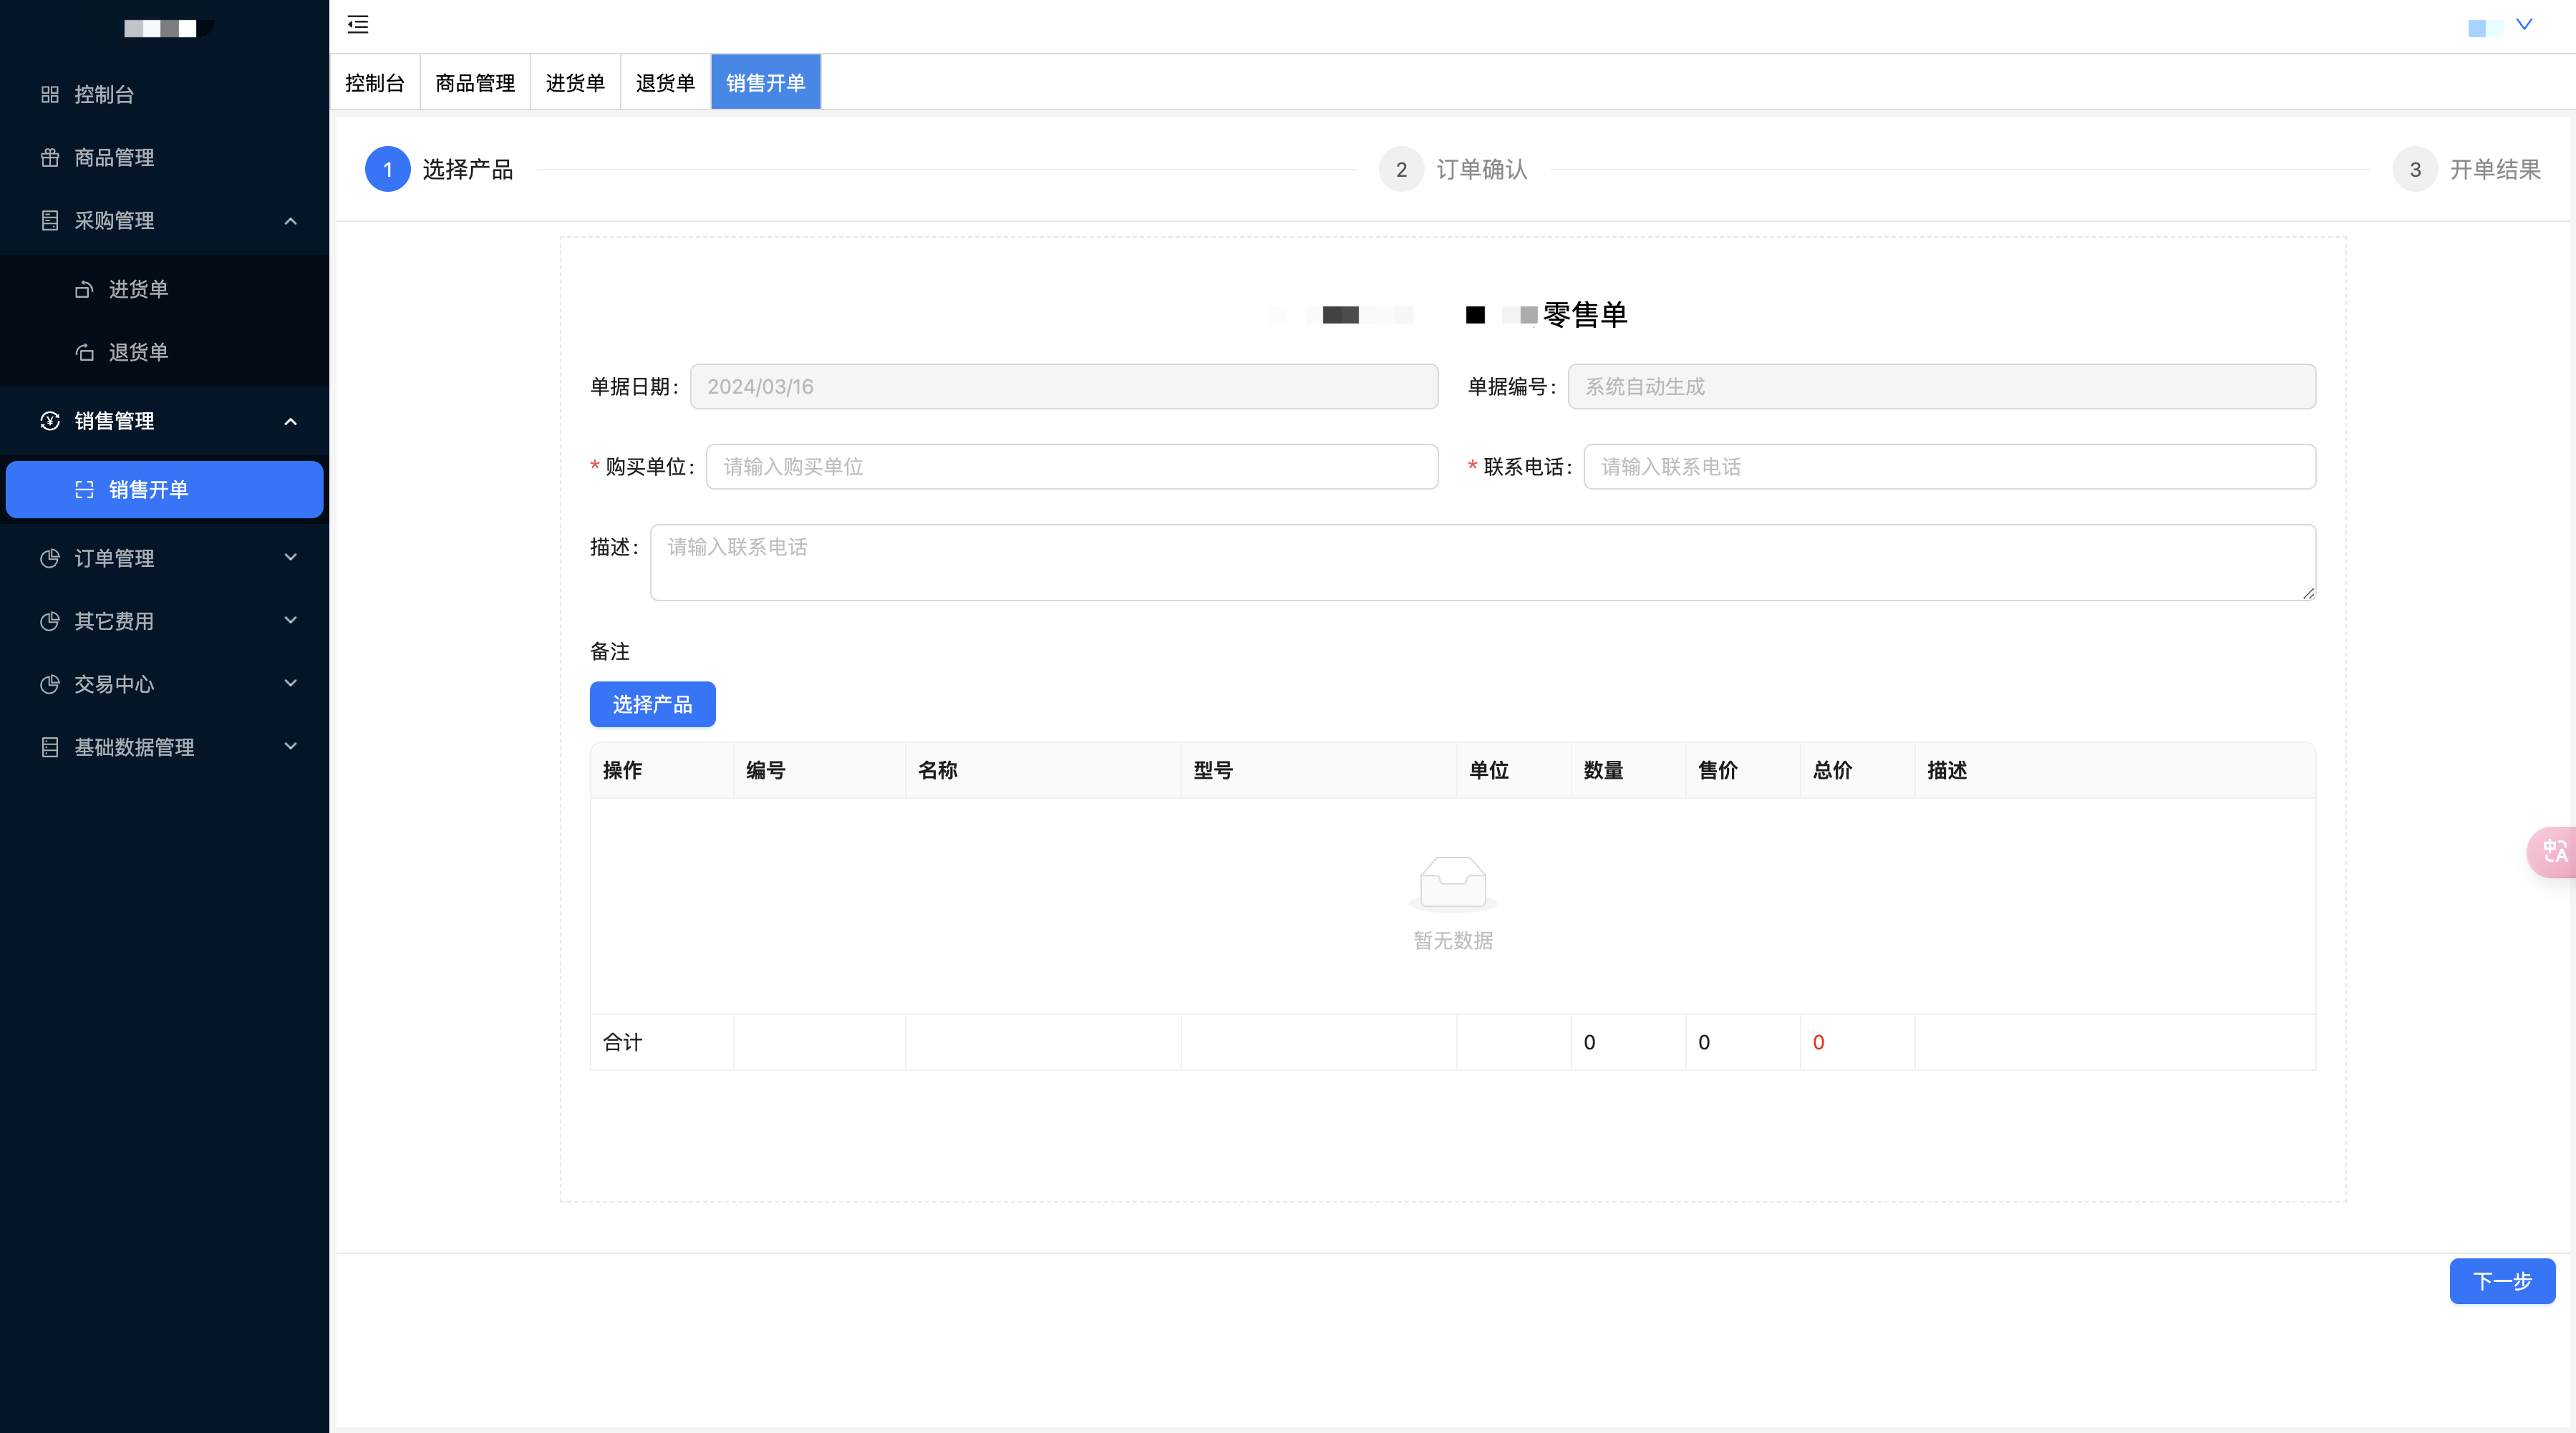 控制台
商品管理
采购管理
进货单
退货单
销售管理
销售开单
订单管理
其它费用
交易中心
基础数据管理
控制台 商品管理 进货单 退货单 销售开单
1 选择产品 2 订单确认 3 开单结果
零售单
单据日期: 2024/03/16 单据编号: 系统自动生成
* 购买单位: 请输入购买单位 * 联系电话: 请输入联系电话
描述: 请输入联系电话
备注
选择产品
操作 编号 名称 型号 单位 数量 售价 总价 描述
暂无数据
合计 0 0 0
中A
下一步